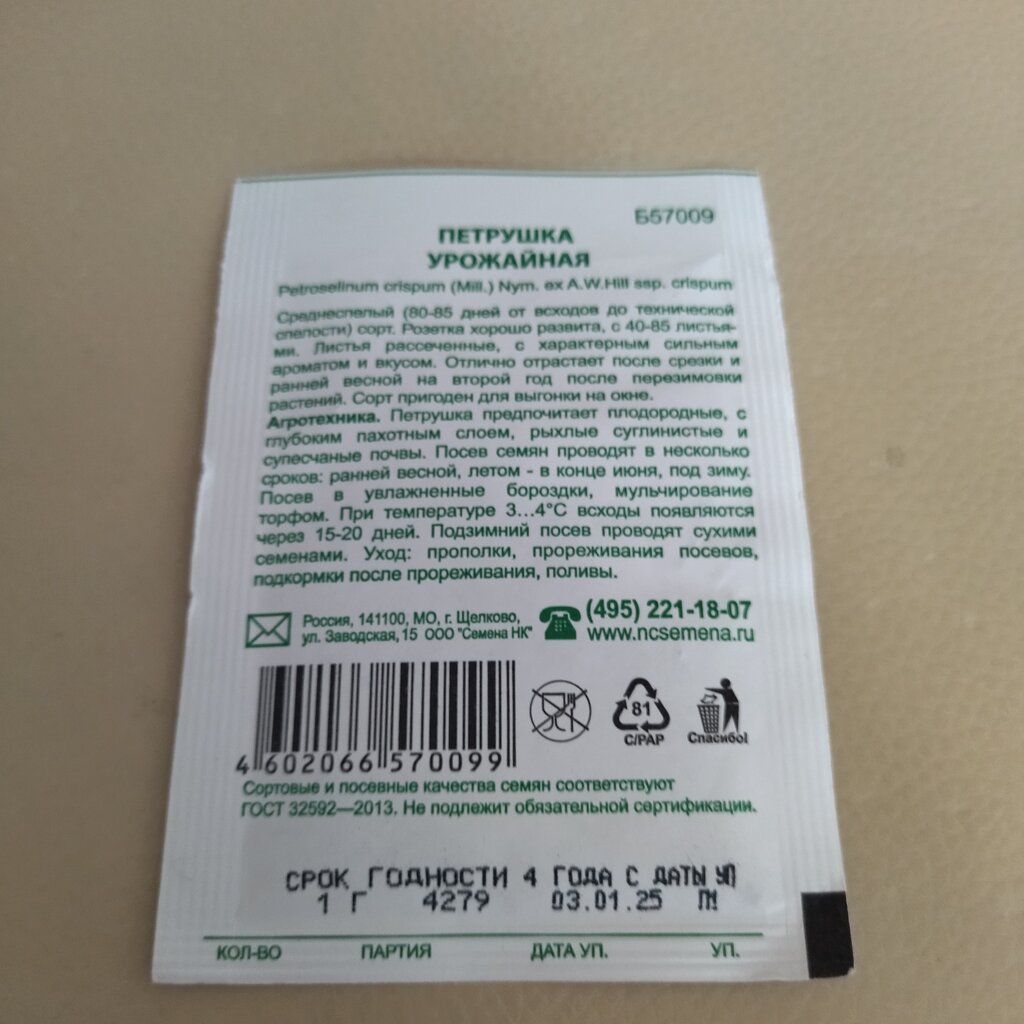 Б57009
ПЕТРУШКА
УРОЖАЙНАЯ
Petroselinum crispum (Mill.) Nym. ex A.W.Hill ssp. crispum
Среднеспелый (80-85 дней от всходов до технической
спелости) сорт. Розетка хорошо развита, с 40-85 листья-
ми. Листья рассеченные, с характерным сильным
ароматом и вкусом. Отлично отрастает после срезки и
ранней весной на второй год после перезимовки
растений. Сорт пригоден для выгонки на окне.
Агротехника. Петрушка предпочитает плодородные, с
глубоким пахотным слоем, рыхлые суглинистые и
супесчаные почвы. Посев семян проводят в несколько
сроков: ранней весной, летом - в конце июня, под зиму.
Посев в увлажненные бороздки, мульчирование
торфом. При температуре 3...4°С всходы появляются
через 15-20 дней. Подзимний посев проводят сухими
семенами. Уход: прополки, прореживания посевов,
подкормки после прореживания, поливы.
Россия, 141100, МО, г. Щелково,
ул. Заводская, 15 ООО "Семена НК"
(495) 221-18-07
www.ncsemena.ru
81
C/PAP
Спасибо!
4 602066 570099
Сортовые и посевные качества семян соответствуют
ГОСТ 32592—2013. Не подлежит обязательной сертификации.
СРОК ГОДНОСТИ 4 ГОДА С ДАТЫ УП
1 Г 4279 03.01.25 ПМ
КОЛ-ВО ПАРТИЯ ДАТА УП. УП.